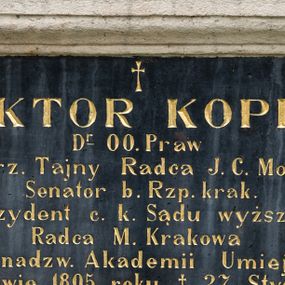 KTOR KOP
Dr OO. Praw
rz. Tajny Radca J. C. Mo
Senator b. Rzp. krak.
zydent c. k. Sądu wyższ
Radca M. Krakowa
nadzw. Akademii Umiej
wie 1805 roku † 27 Sty